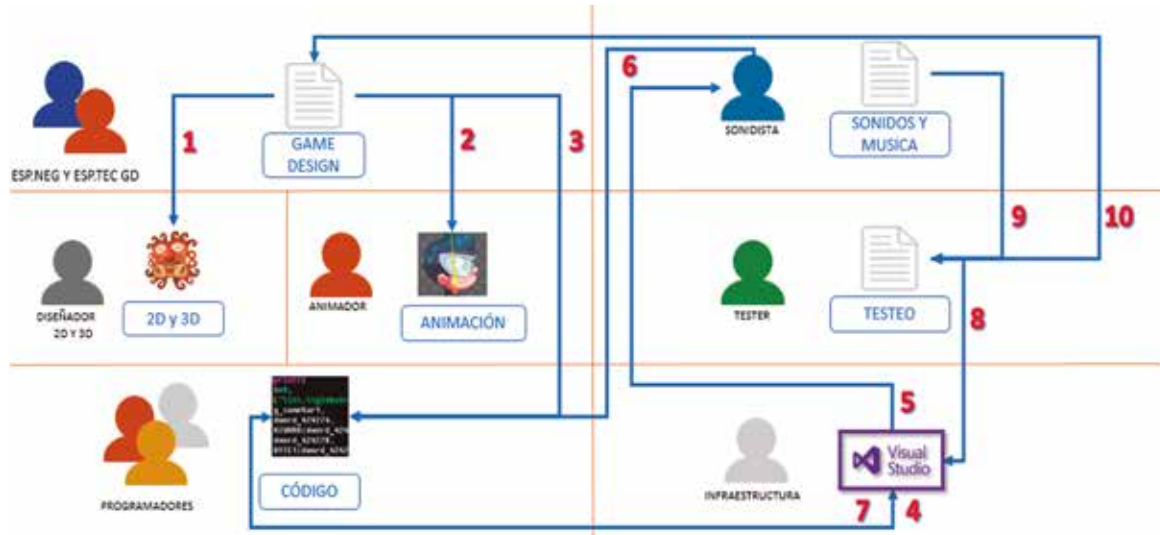 6
1
2
3
GAME
DESIGN
SONIDISTA
SONIDOS Y
MUSICA
ESP.NEG Y ESP.TEC GD
9
10
DISEÑADOR
2D Y 3D
2D y 3D
ANIMADOR
ANIMACIÓN
TESTER
TESTEO
8
5
PROGRAMADORES
CÓDIGO
INFRAESTRUCTURA
Visual
Studio
7
4